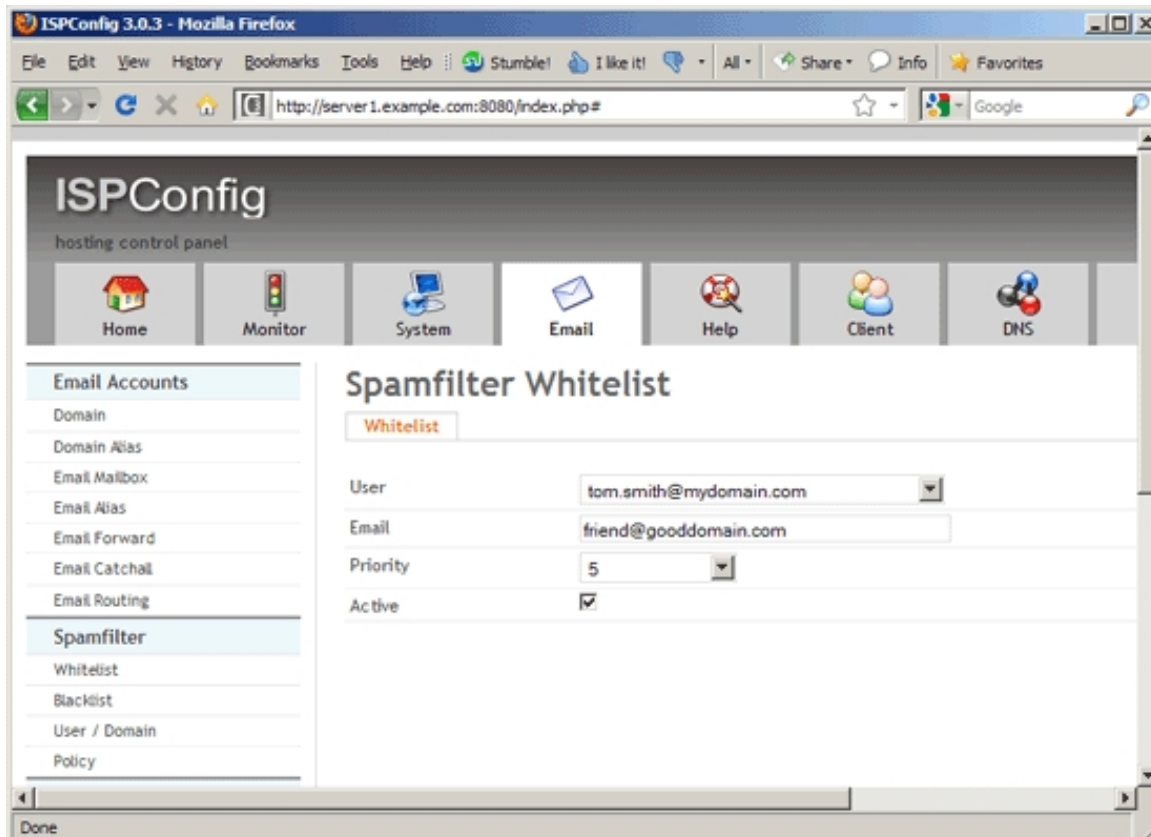 ISPConfig 3.0.3 - Mozilla Firefox
File Edit View History Bookmarks Tools Help Stumble! I like it! All Share Info Favorites
http://server1.example.com:8080/index.php# Google
ISPConfig
hosting control panel
Home Monitor System Email Help Client DNS
Email Accounts
Domain
Domain Alias
Email Mailbox
Email Alias
Email Forward
Email Catchall
Email Routing
Spamfilter
Whitelist
Blacklist
User / Domain
Policy
Spamfilter Whitelist
Whitelist
User tom.smith@mydomain.com
Email friend@gooddomain.com
Priority 5
Active
Done